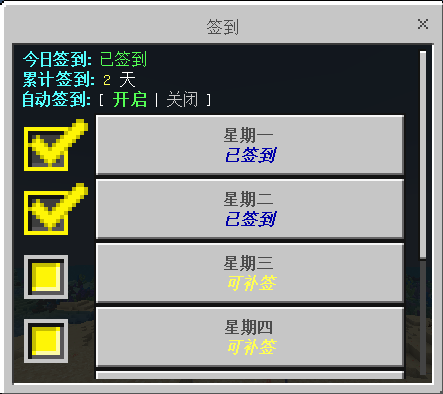 签到
今日签到: 已签到
累计签到: 2 天
自动签到: [ 开启 | 关闭 ]
星期一
已签到
星期二
已签到
星期三
可补签
星期四
可补签